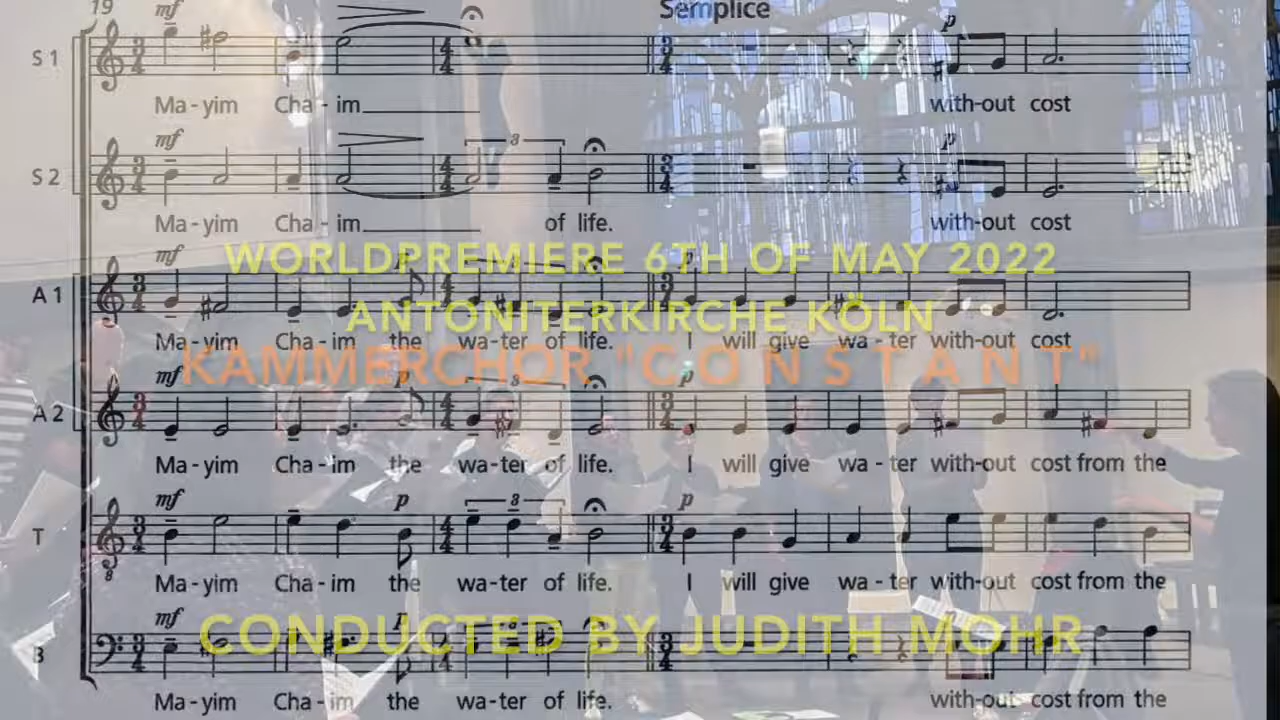 19 mf Semplice p
S 1
Ma-yim Cha-im with-out cost
mf 3 p
S 2
Ma-yim Cha-im of life. with-out cost
WORLDPREMIERE 6TH OF MAY 2022
mf p
A 1
ANTONITERKIRCHE KÖLN
Ma-yim Cha-im the wa-ter of life. I will give wa-ter with-out cost
KAMMERCHOR "C O N S T A N T"
mf p 3 p
A 2
Ma-yim Cha-im the wa-ter of life. I will give wa-ter with-out cost from the
mf p 3 p
T
8
Ma-yim Cha-im the wa-ter of life. I will give wa-ter with-out cost from the
mf
CONDUCTED BY JUDITH MOHR
B
Ma-yim Cha-im the wa-ter of life. with-out cost from the